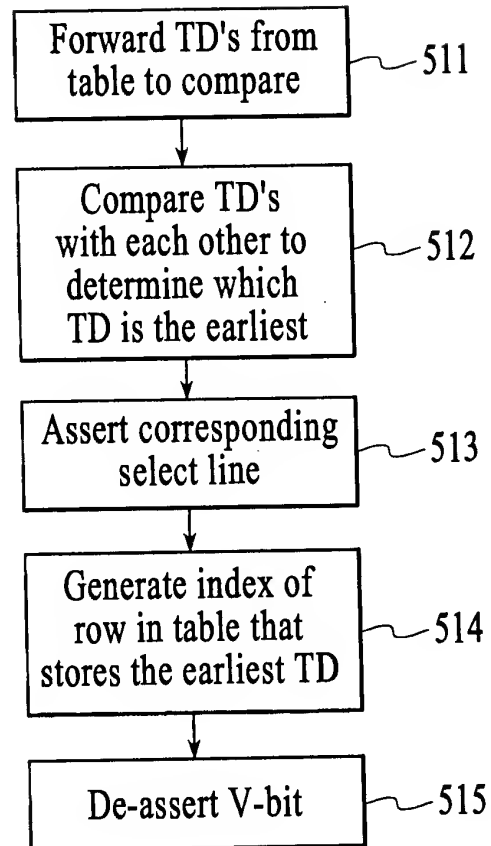 Forward TD's from
table to compare
511
Compare TD's
with each other to
determine which
TD is the earliest
512
Assert corresponding
select line
513
Generate index of
row in table that
stores the earliest TD
514
De-assert V-bit
515